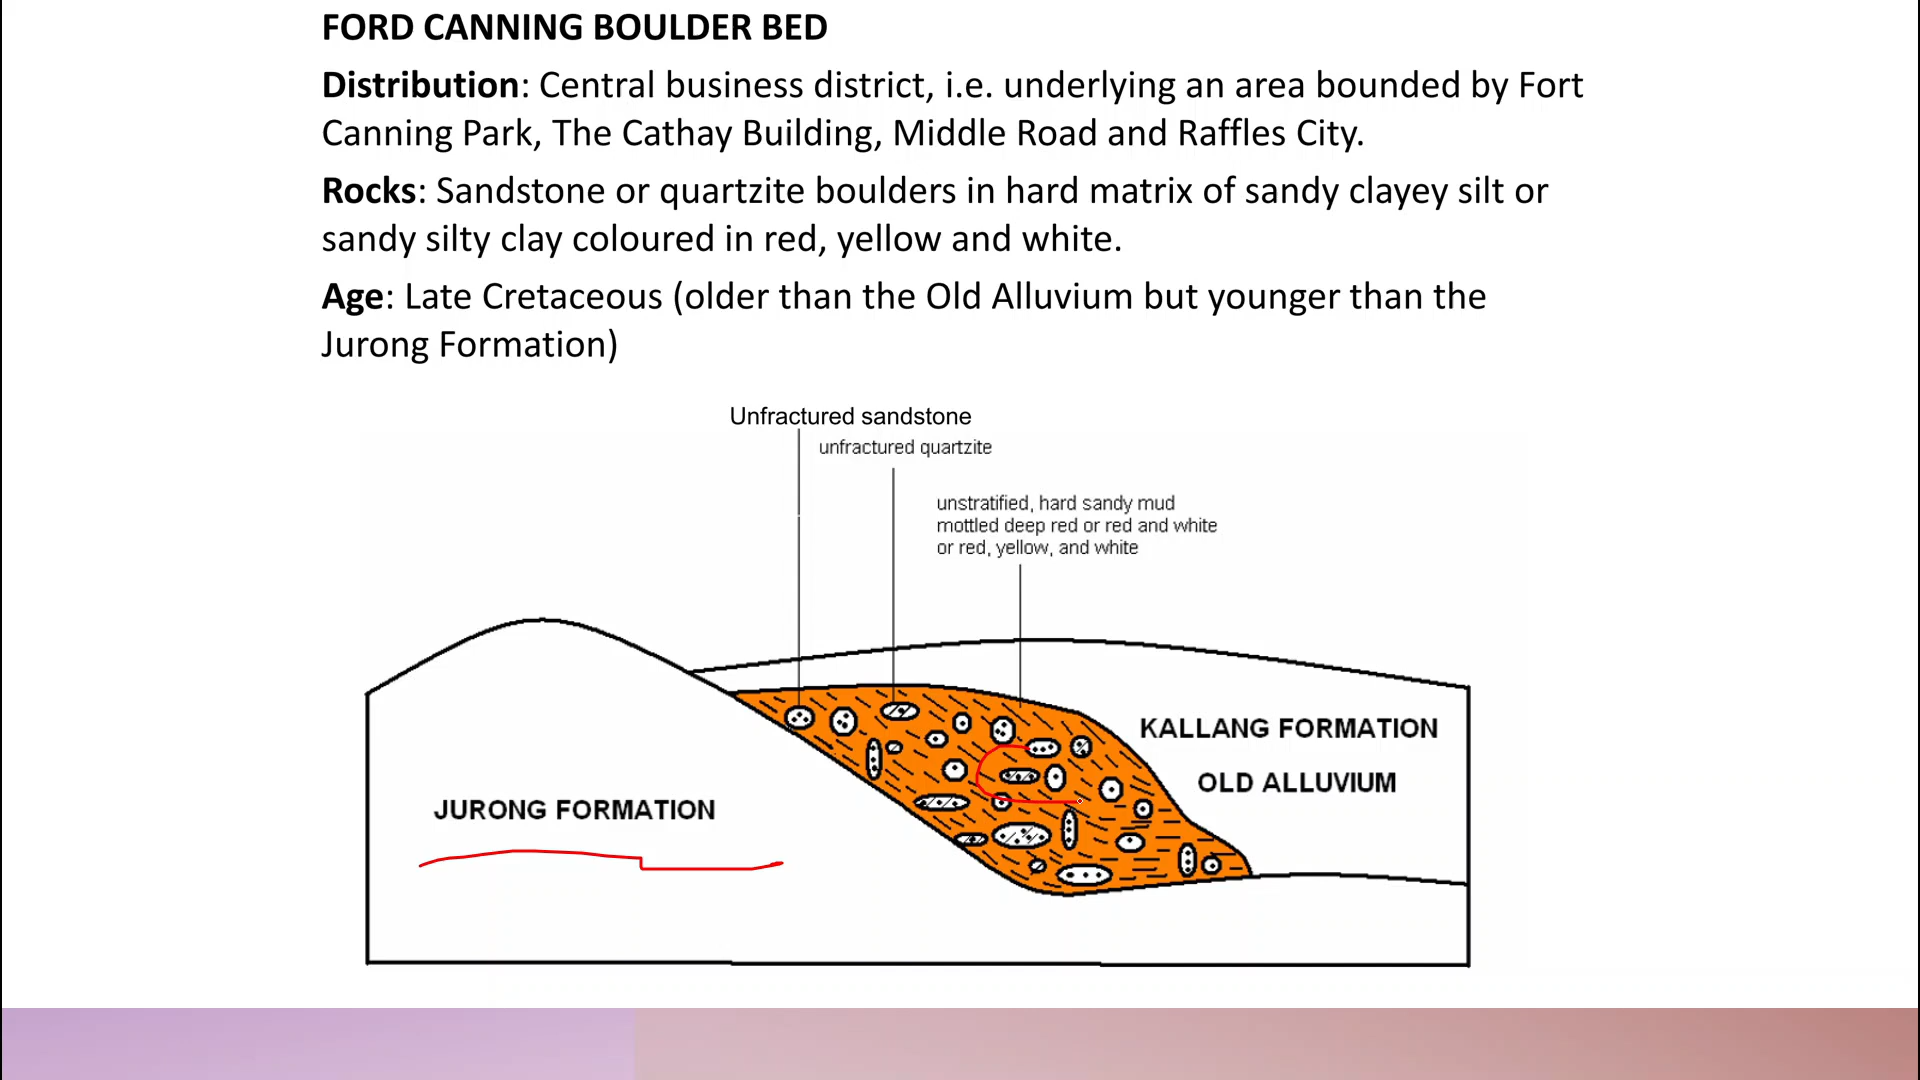 FORD CANNING BOULDER BED
Distribution: Central business district, i.e. underlying an area bounded by Fort
Canning Park, The Cathay Building, Middle Road and Raffles City.
Rocks: Sandstone or quartzite boulders in hard matrix of sandy clayey silt or
sandy silty clay coloured in red, yellow and white.
Age: Late Cretaceous (older than the Old Alluvium but younger than the
Jurong Formation)
Unfractured sandstone
unfractured quartzite
unstratified, hard sandy mud
mottled deep red or red and white
or red, yellow, and white
KALLANG FORMATION
OLD ALLUVIUM
JURONG FORMATION